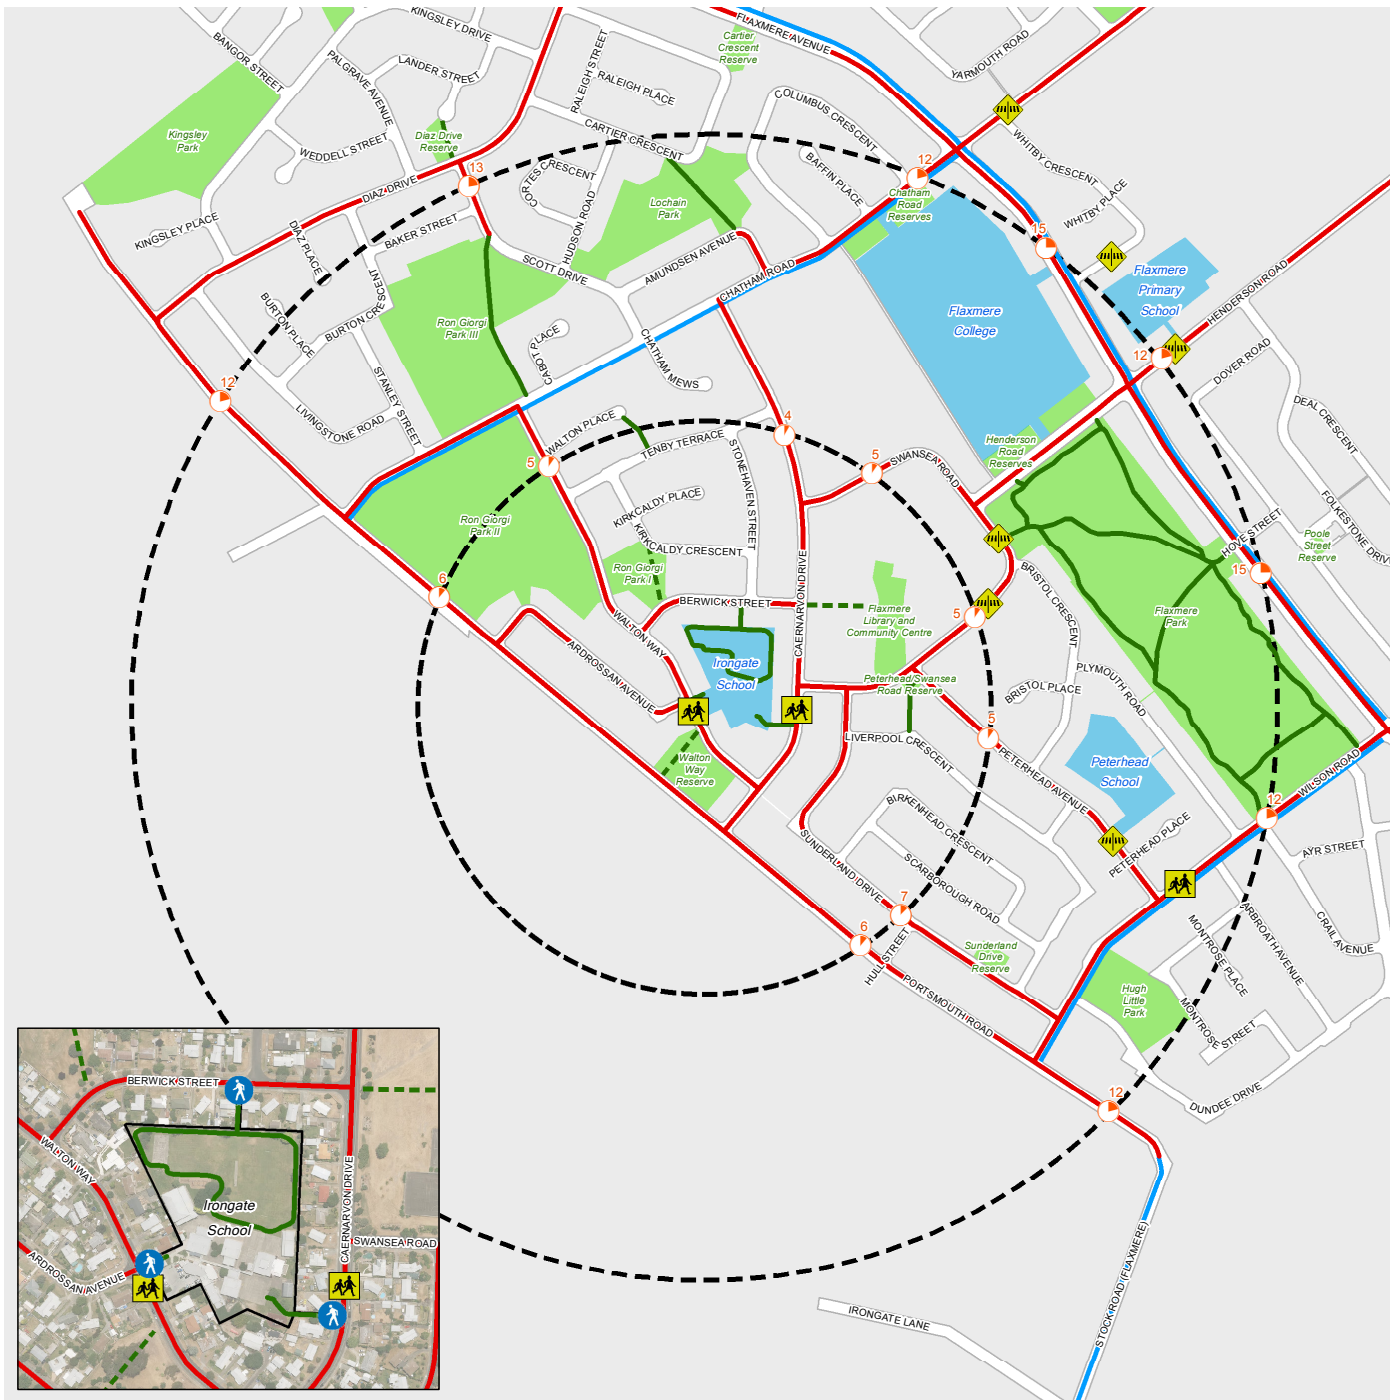 KINGSLEY DRIVE
BANGOR STREET
PALGRAVE AVENUE
LANDER STREET
RALEIGH STREET
RALEIGH PLACE
FLAXMERE AVENUE
Cartier
Crescent
Reserve
YARMOUTH ROAD
Kingsley
Park
WEDDELL STREET
Diaz Drive
Reserve
CARTIER CRESCENT
COLUMBUS CRESCENT
BAFFIN PLACE
WHITBY CRESCENT
WHITBY PLACE
13
12
15
DIAZ DRIVE
CORTES CRESCENT
HUDSON ROAD
Lochain
Park
Chatham
Road
Reserves
KINGSLEY PLACE
DIAZ PLACE
BAKER STREET
SCOTT DRIVE
AMUNDSEN AVENUE
CHATHAM ROAD
Flaxmere
Primary
School
HENDERSON ROAD
BURTON PLACE
BURTON CRESCENT
Ron Giorgi
Park III
CABOT PLACE
CHATHAM MEWS
Flaxmere
College
12
DOVER ROAD
DEAL CRESCENT
12
LIVINGSTONE ROAD
STANLEY STREET
WALTON PLACE
TENBY TERRACE
STONEHAVEN STREET
4
5
5
SWANSEA ROAD
Henderson
Road
Reserves
FOLKESTONE DRIVE
HOVE STREET
Poole
Street
Reserve
Ron Giorgi
Park II
KIRKCALDY PLACE
KIRKCALDY CRESCENT
Ron Giorgi
Park I
CAERNARVON DRIVE
BRISTOL CRESCENT
15
6
BERWICK STREET
Flaxmere
Library and
Community Centre
5
Flaxmere
Park
WALTON WAY
ARDROSSAN AVENUE
Irongate
School
Peterhead/Swansea
Road Reserve
BRISTOL PLACE
PLYMOUTH ROAD
5
LIVERPOOL CRESCENT
PETERHEAD AVENUE
Peterhead
School
Walton
Way
Reserve
WILSON ROAD
12
BIRKENHEAD CRESCENT
SCARBOROUGH ROAD
SUNDERLAND DRIVE
PETERHEAD PLACE
AYR STREET
7
6
HULL STREET
PORTSMOUTH ROAD
Sunderland
Drive
Reserve
ARBROATH AVENUE
CRAIL AVENUE
MONTROSE PLACE
MONTROSE STREET
Hugh
Little
Park
DUNDEE DRIVE
12
STOCK ROAD (FLAXMERE)
IRONGATE LANE
BERWICK STREET
WALTON WAY
ARDROSSAN AVENUE
Irongate
School
CAERNARVON DRIVE
SWANSEA ROAD